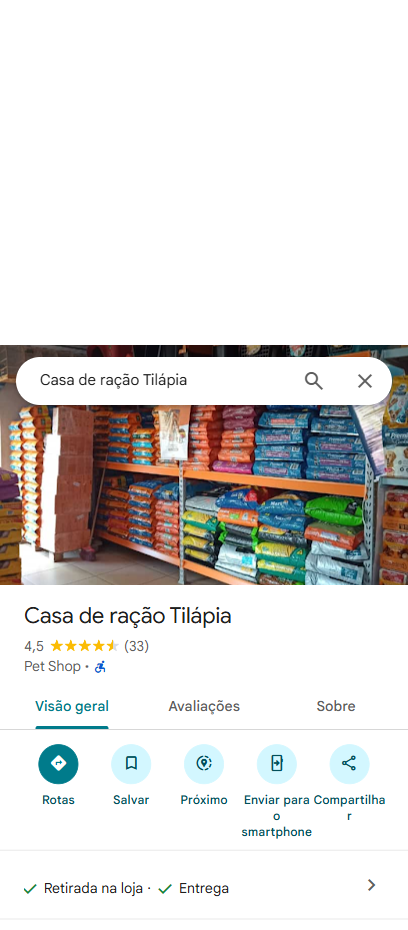 Casa de ração Tilápia
Casa de ração Tilápia
4,5 (33)
Pet Shop ·
Visão geral Avaliações Sobre
Rotas Salvar Próximo Enviar para o smartphone Compartilhar
Retirada na loja · Entrega